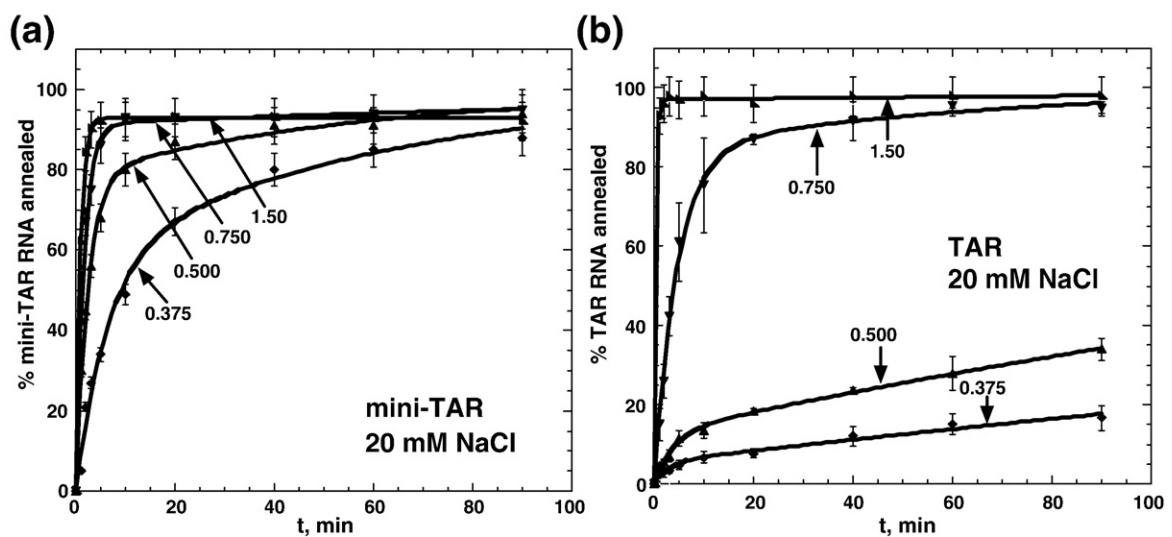 (a)
100
80
60
40
20
0
% mini-TAR RNA annealed
1.50
0.750
0.500
0.375
mini-TAR
20 mM NaCl
0 20 40 60 80 100
t, min
(b)
100
80
60
40
20
0
% TAR RNA annealed
1.50
0.750
TAR
20 mM NaCl
0.500
0.375
0 20 40 60 80 100
t, min